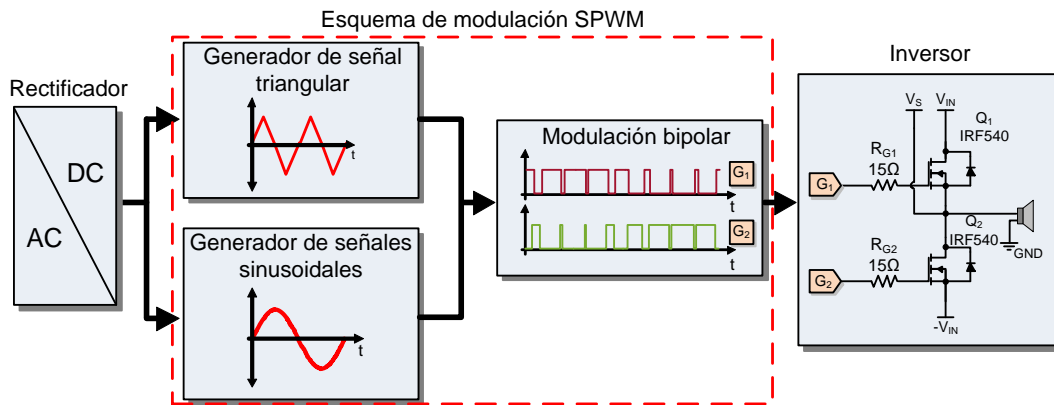 Esquema de modulación SPWM
Rectificador
DC
AC
Generador de señal
triangular
t
Generador de señales
sinusoidales
t
Modulación bipolar
G1
t
G2
t
Inversor
VS
VIN
Q1
IRF540
RG1
15Ω
G1
Q2
IRF540
RG2
15Ω
G2
GND
-VIN